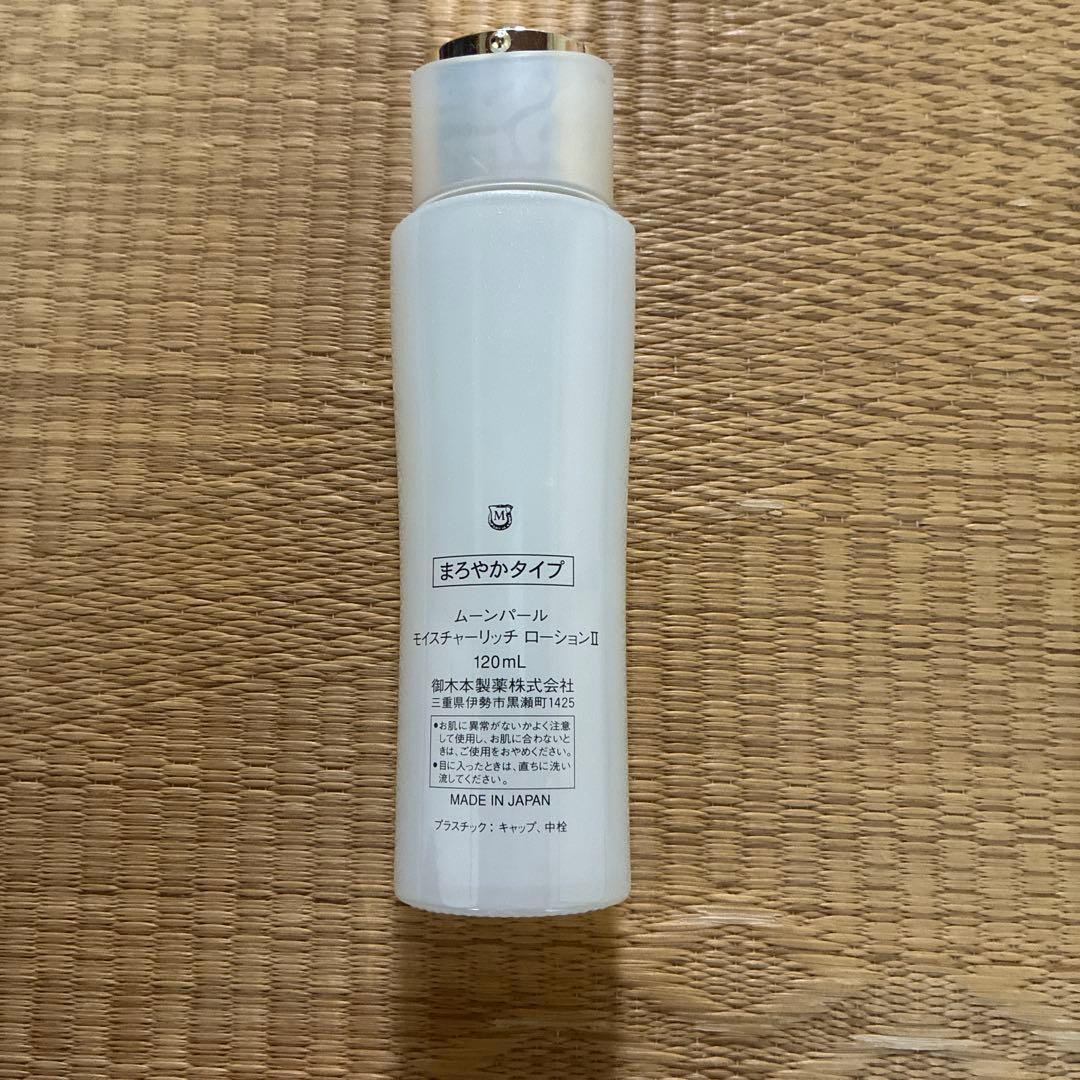 M
まろやかタイプ
ムーンパール
モイスチャーリッチ ローションⅡ
120mL
御木本製薬株式会社
三重県伊勢市黒瀬町1425
●お肌に異常がないかよく注意
して使用し、お肌に合わないと
きは、ご使用をおやめください。
●目に入ったときは、直ちに洗い
流してください。
MADE IN JAPAN
プラスチック：キャップ、中栓